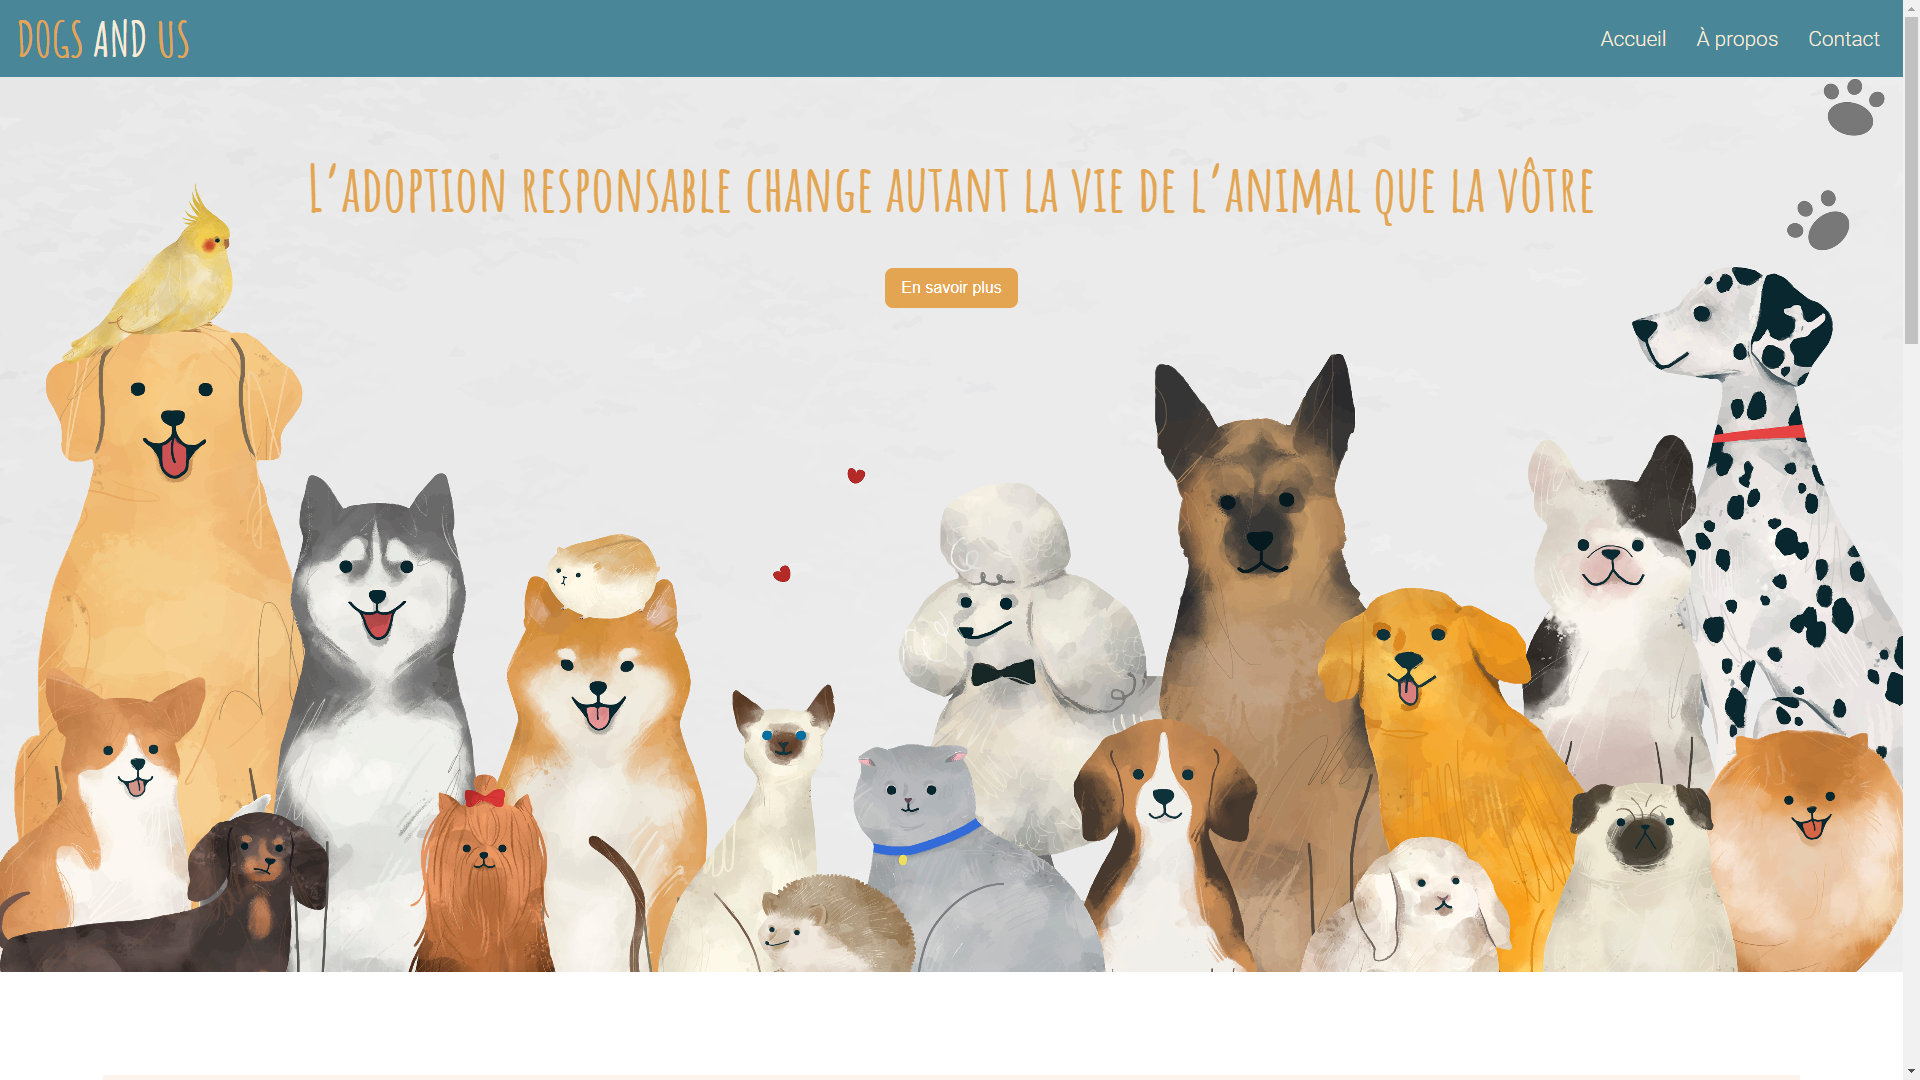 DOGS AND US
Accueil
À propos
Contact
L’adoption responsable change autant la vie de l’animal que la vôtre
En savoir plus